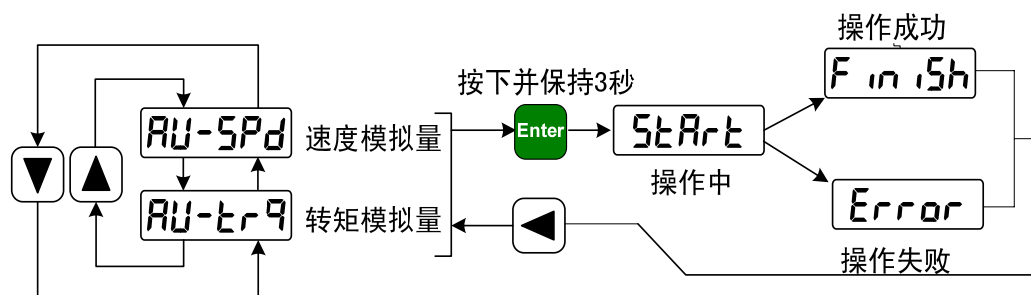 操作成功
FiniSh
按下并保持3秒
AU-SPd
速度模拟量
Enter
StArt
操作中
AU-trq
转矩模拟量
Error
操作失败